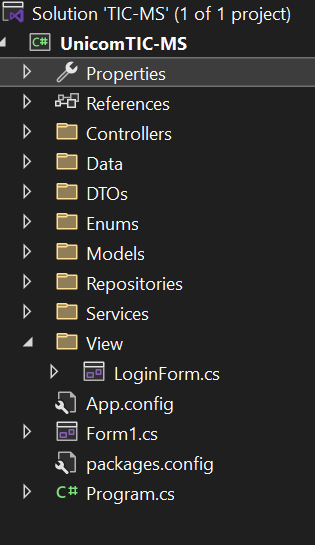 Solution 'TIC-MS' (1 of 1 project)
C# UnicomTIC-MS
Properties
References
Controllers
Data
DTOs
Enums
Models
Repositories
Services
View
LoginForm.cs
App.config
Form1.cs
packages.config
C# Program.cs